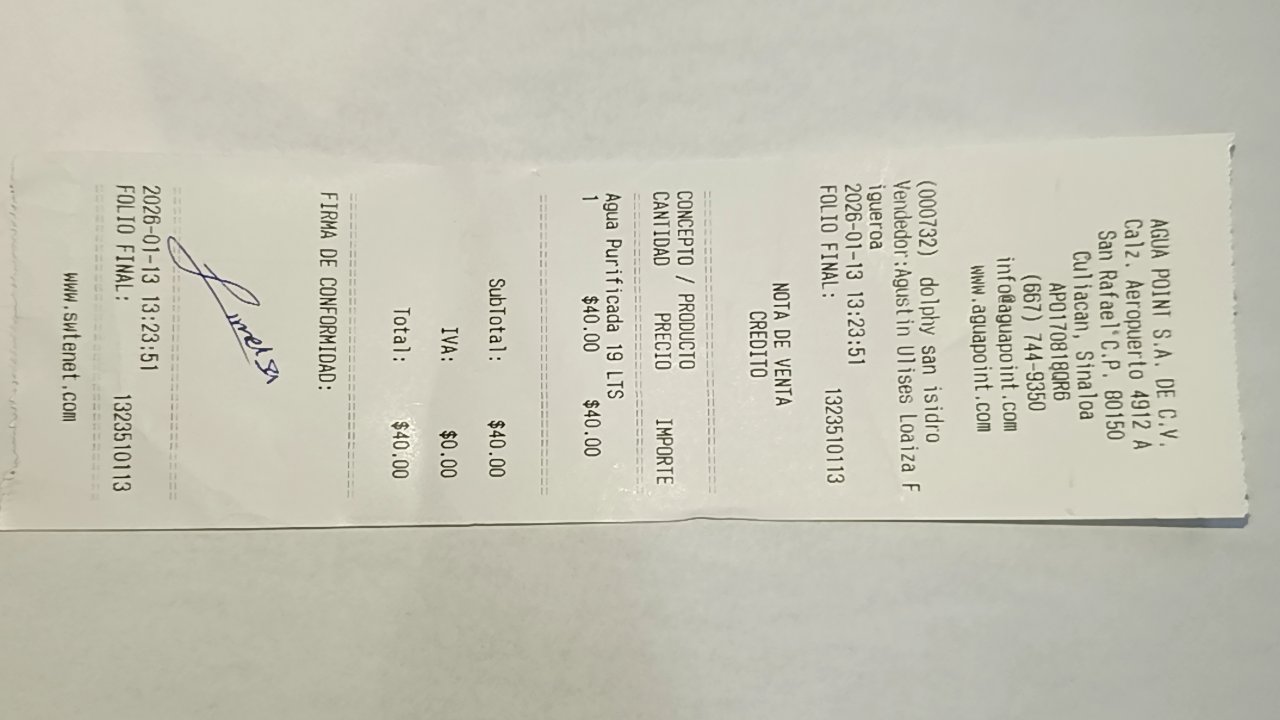 AGUA POINT S.A. DE C.V.
Calz. Aeropuerto 4912 A
San Rafael C.P. 80150
Culiacan, Sinaloa
APO170818QR6
(667) 744-9350
info@aguapoint.com
www.aguapoint.com
(000732) dolphy san isidro
Vendedor:Agustin Ulises Loaiza F
igueroa
2026-01-13 13:23:51
FOLIO FINAL: 1323510113
NOTA DE VENTA
CREDITO
CONCEPTO / PRODUCTO
CANTIDAD PRECIO IMPORTE
Agua Purificada 19 LTS
1 $40.00 $40.00
SubTotal: $40.00
IVA: $0.00
Total: $40.00
FIRMA DE CONFORMIDAD:
2026-01-13 13:23:51
FOLIO FINAL: 1323510113
www.swtenet.com